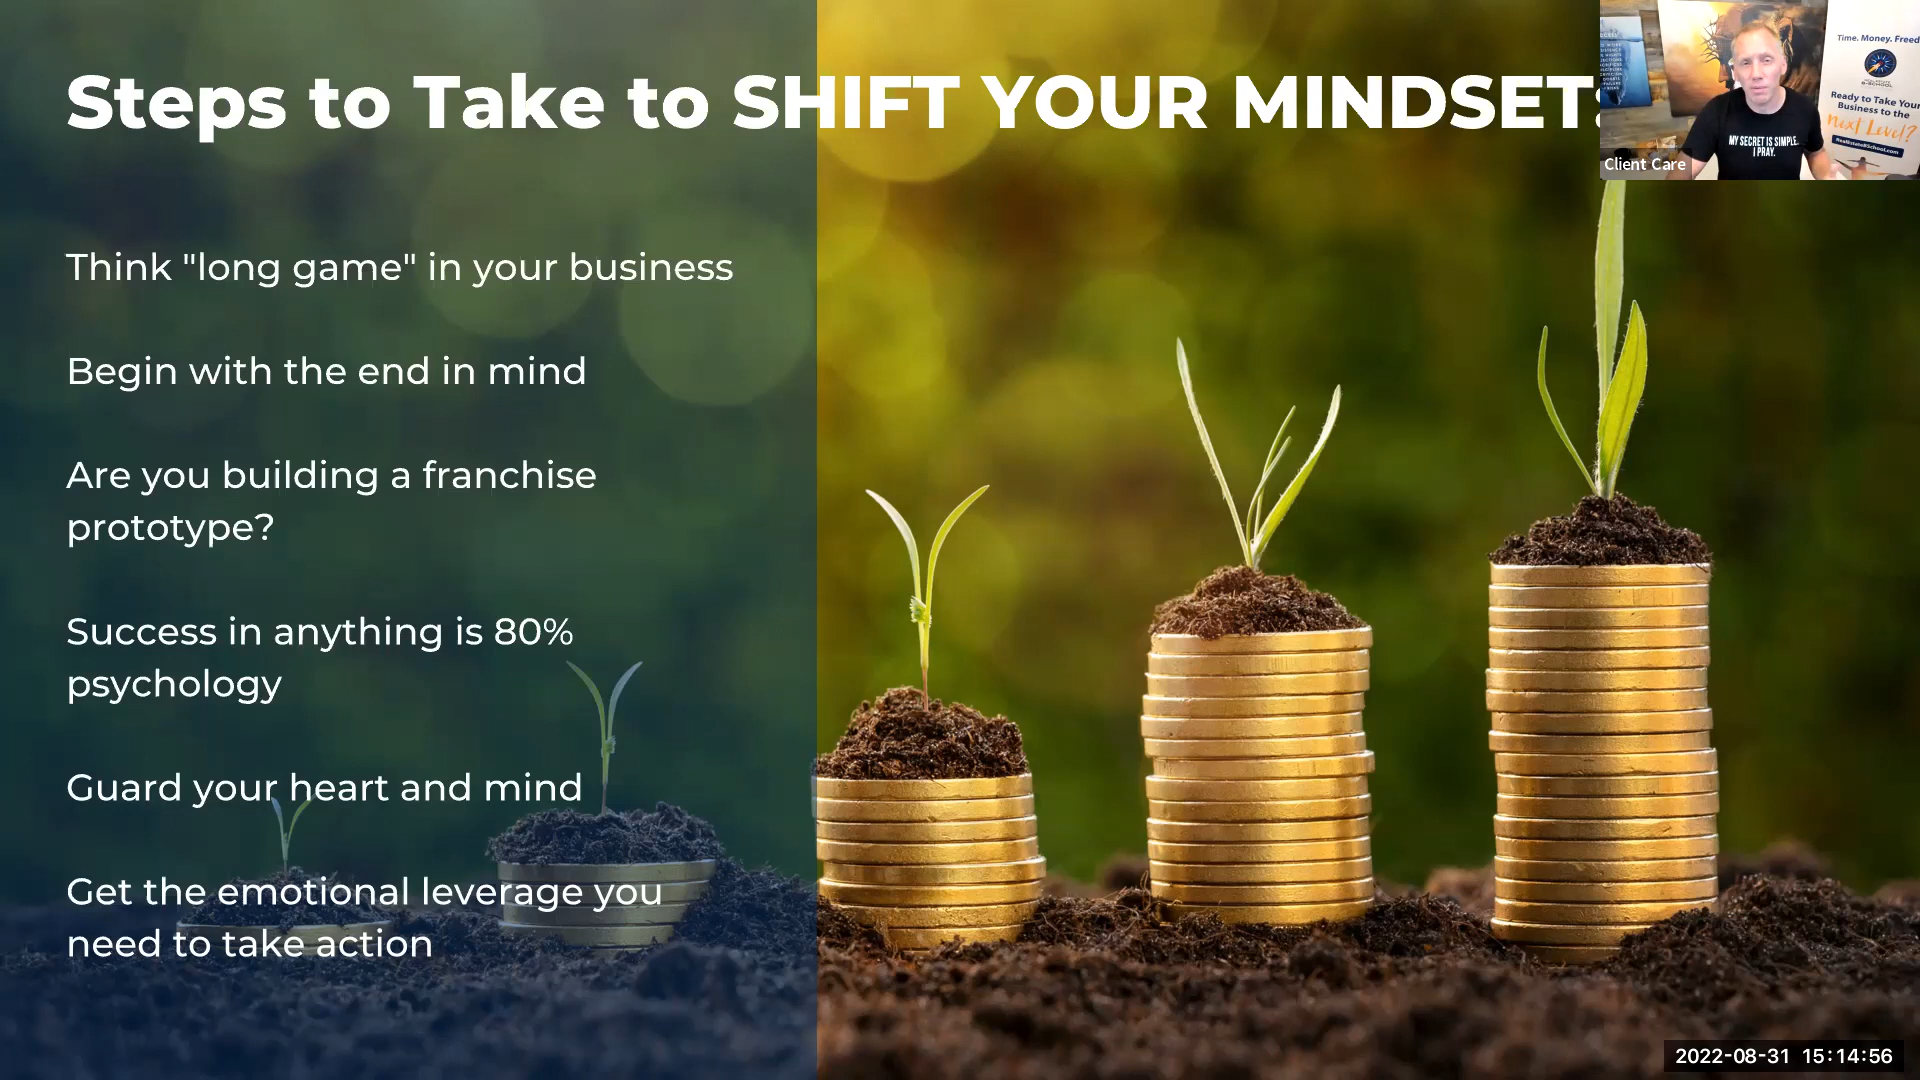 Steps to Take to SHIFT YOUR MINDSET
Think "long game" in your business
Begin with the end in mind
Are you building a franchise
prototype?
Success in anything is 80%
psychology
Guard your heart and mind
Get the emotional leverage you
need to take action
Time. Money. Freed
B-SCHOOL
Ready to Take Your
Business to the
Next Level?
RealEstateBSchool.com
MY SECRET IS SIMPLE.
I PRAY.
Client Care
2022-08-31 15:14:56